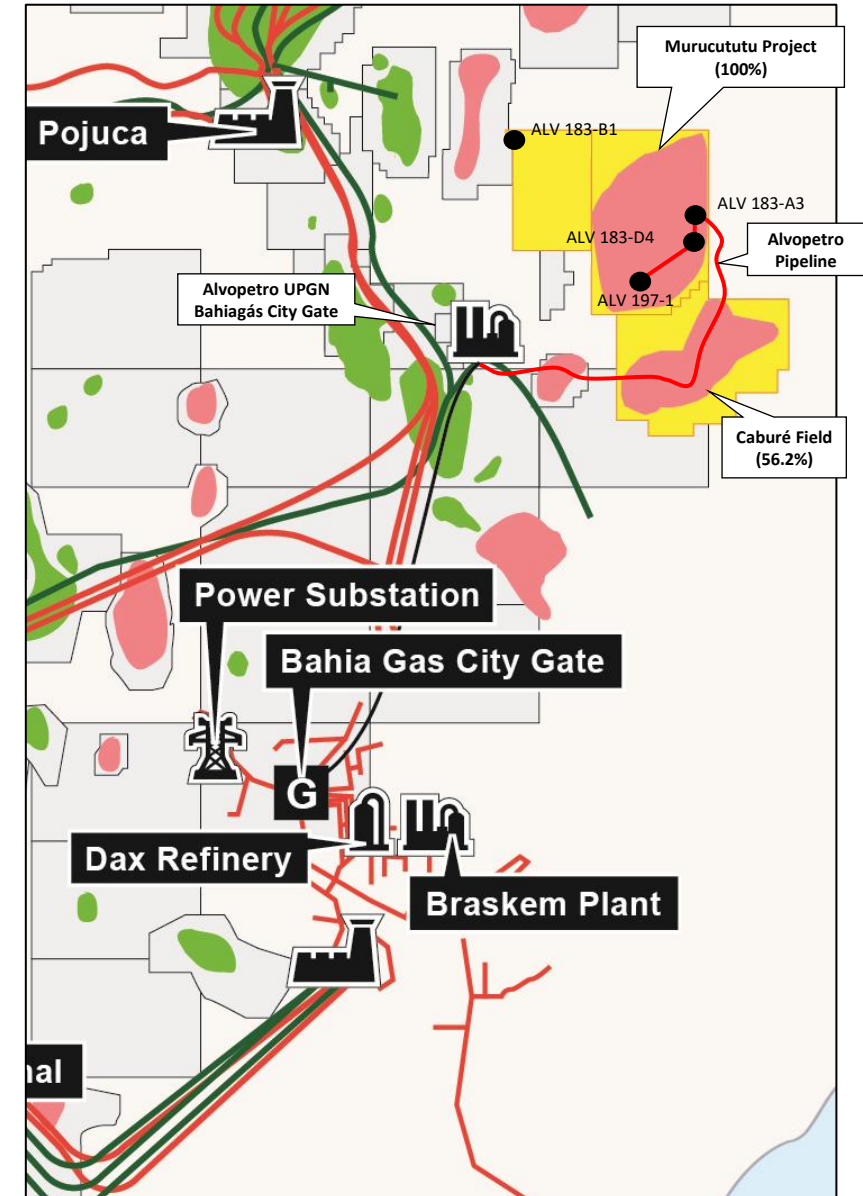 Murucututu Project
(100%)
Pojuca
ALV 183-B1
ALV 183-A3
ALV 183-D4
Alvopetro
Pipeline
Alvopetro UPGN
Bahiagás City Gate
ALV 197-1
Caburé Field
(56.2%)
Power Substation
Bahia Gas City Gate
G
Dax Refinery
Braskem Plant
nal